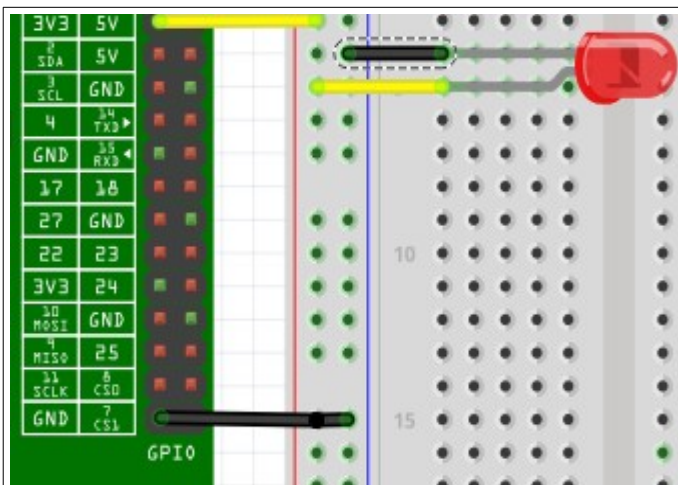 3V3 5V
2 SDA 5V
3 SCL GND
4 14 TXD
GND 15 RXD
17 18
27 GND
22 23
3V3 24
10 MOSI GND
9 MISO 25
11 SCLK 8 CS0
GND 7 CS1
GPIO
10
15